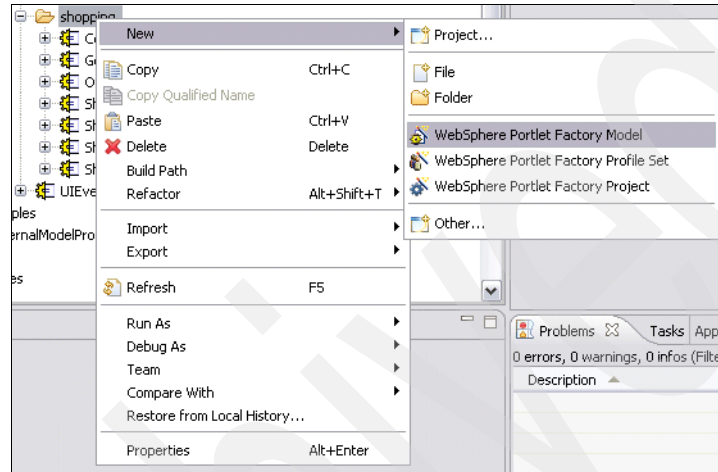 shopping
New
Project...
File
Folder
WebSphere Portlet Factory Model
WebSphere Portlet Factory Profile Set
WebSphere Portlet Factory Project
Other...
Copy Ctrl+C
Copy Qualified Name
Paste Ctrl+V
Delete Delete
Build Path
Refactor Alt+Shift+T
Import
Export
Refresh F5
Run As
Debug As
Team
Compare With
Restore from Local History...
Properties Alt+Enter
UIEve
ples
ernalModelPro
es
Problems Tasks App
0 errors, 0 warnings, 0 infos (Filte
Description